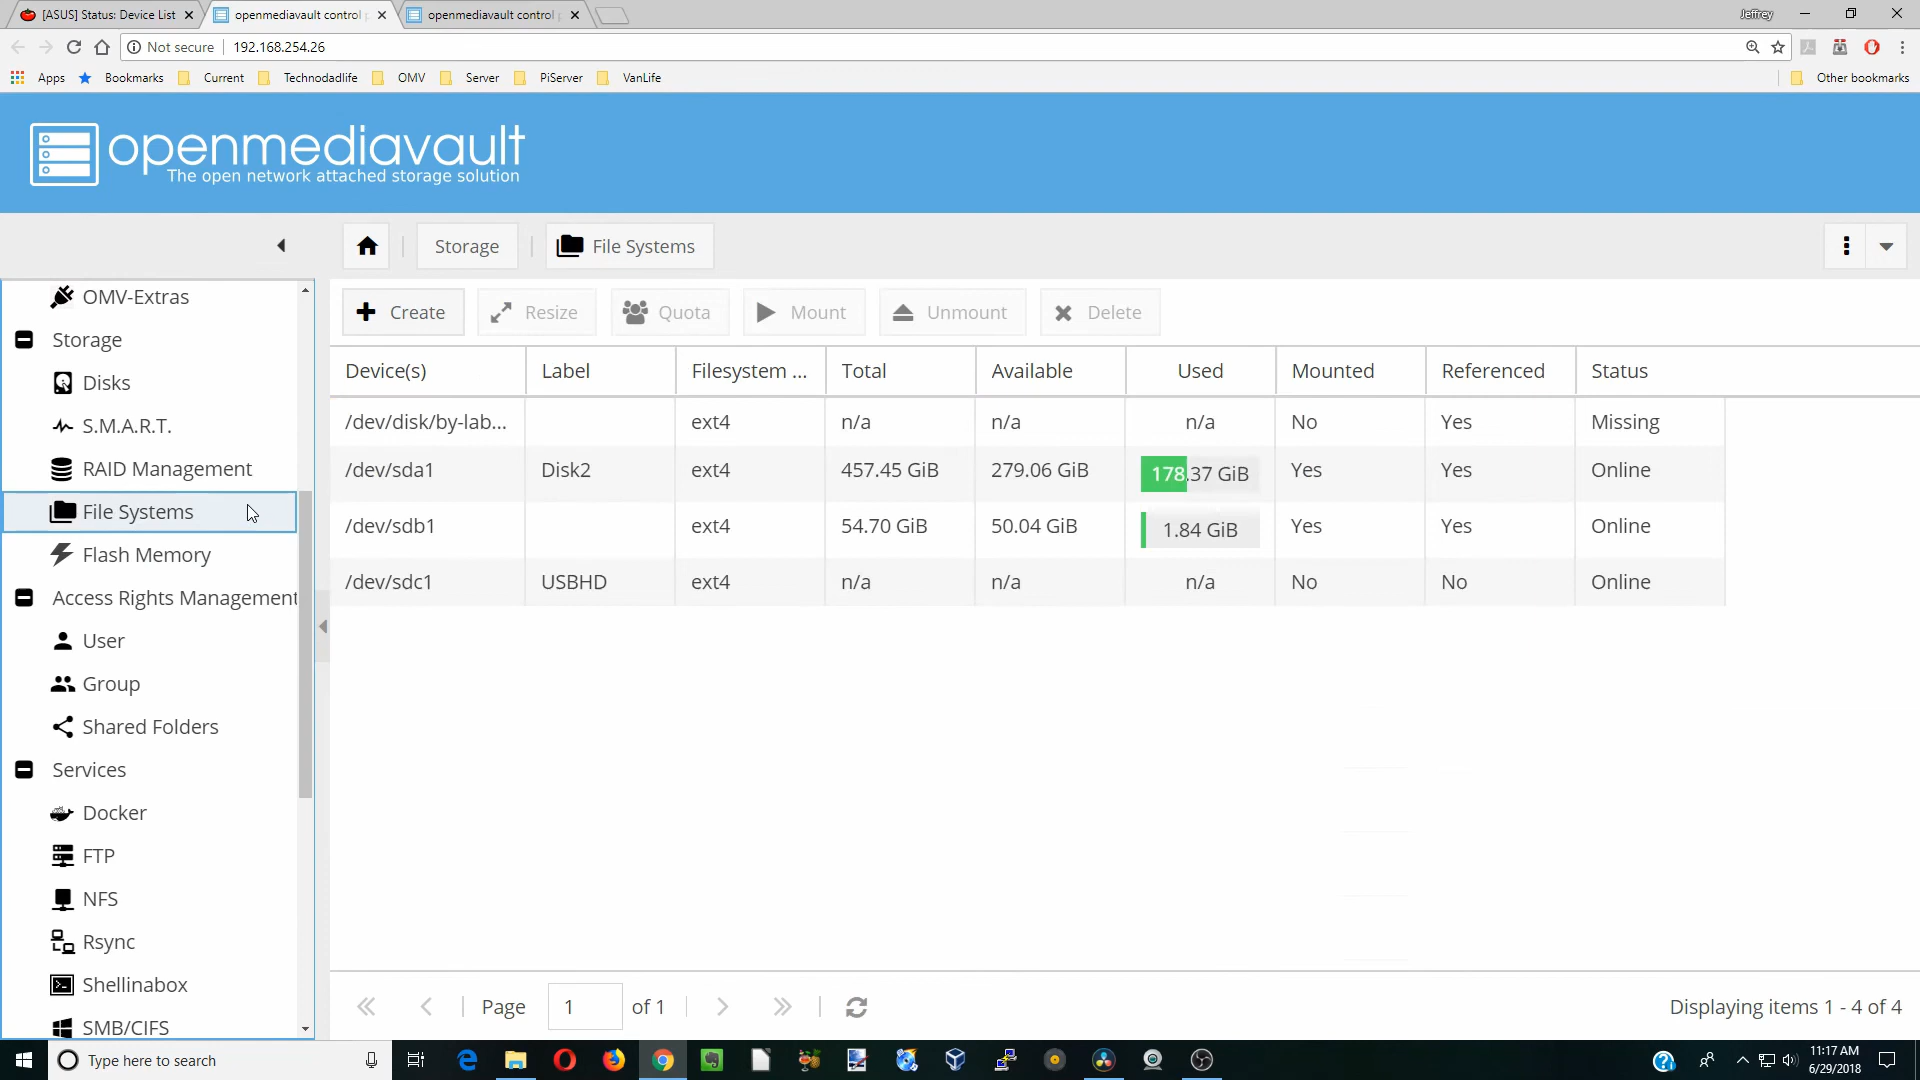 [ASUS] Status: Device List
openmediavault control p
openmediavault control p
Jeffrey
Not secure
192.168.254.26
Apps
Bookmarks
Current
Technodadlife
OMV
Server
PiServer
VanLife
Other bookmarks
openmediavault
The open network attached storage solution
Storage
File Systems
OMV-Extras
Storage
Disks
S.M.A.R.T.
RAID Management
File Systems
Flash Memory
Access Rights Management
User
Group
Shared Folders
Services
Docker
FTP
NFS
Rsync
Shellinabox
SMB/CIFS
Create
Resize
Quota
Mount
Unmount
Delete
Device(s) Label Filesystem ... Total Available Used Mounted Referenced Status
/dev/disk/by-lab... ext4 n/a n/a n/a No Yes Missing
/dev/sda1 Disk2 ext4 457.45 GiB 279.06 GiB 178.37 GiB Yes Yes Online
/dev/sdb1 ext4 54.70 GiB 50.04 GiB 1.84 GiB Yes Yes Online
/dev/sdc1 USBHD ext4 n/a n/a n/a No No Online
Page 1 of 1
Displaying items 1 - 4 of 4
Type here to search
11:17 AM
6/29/2018